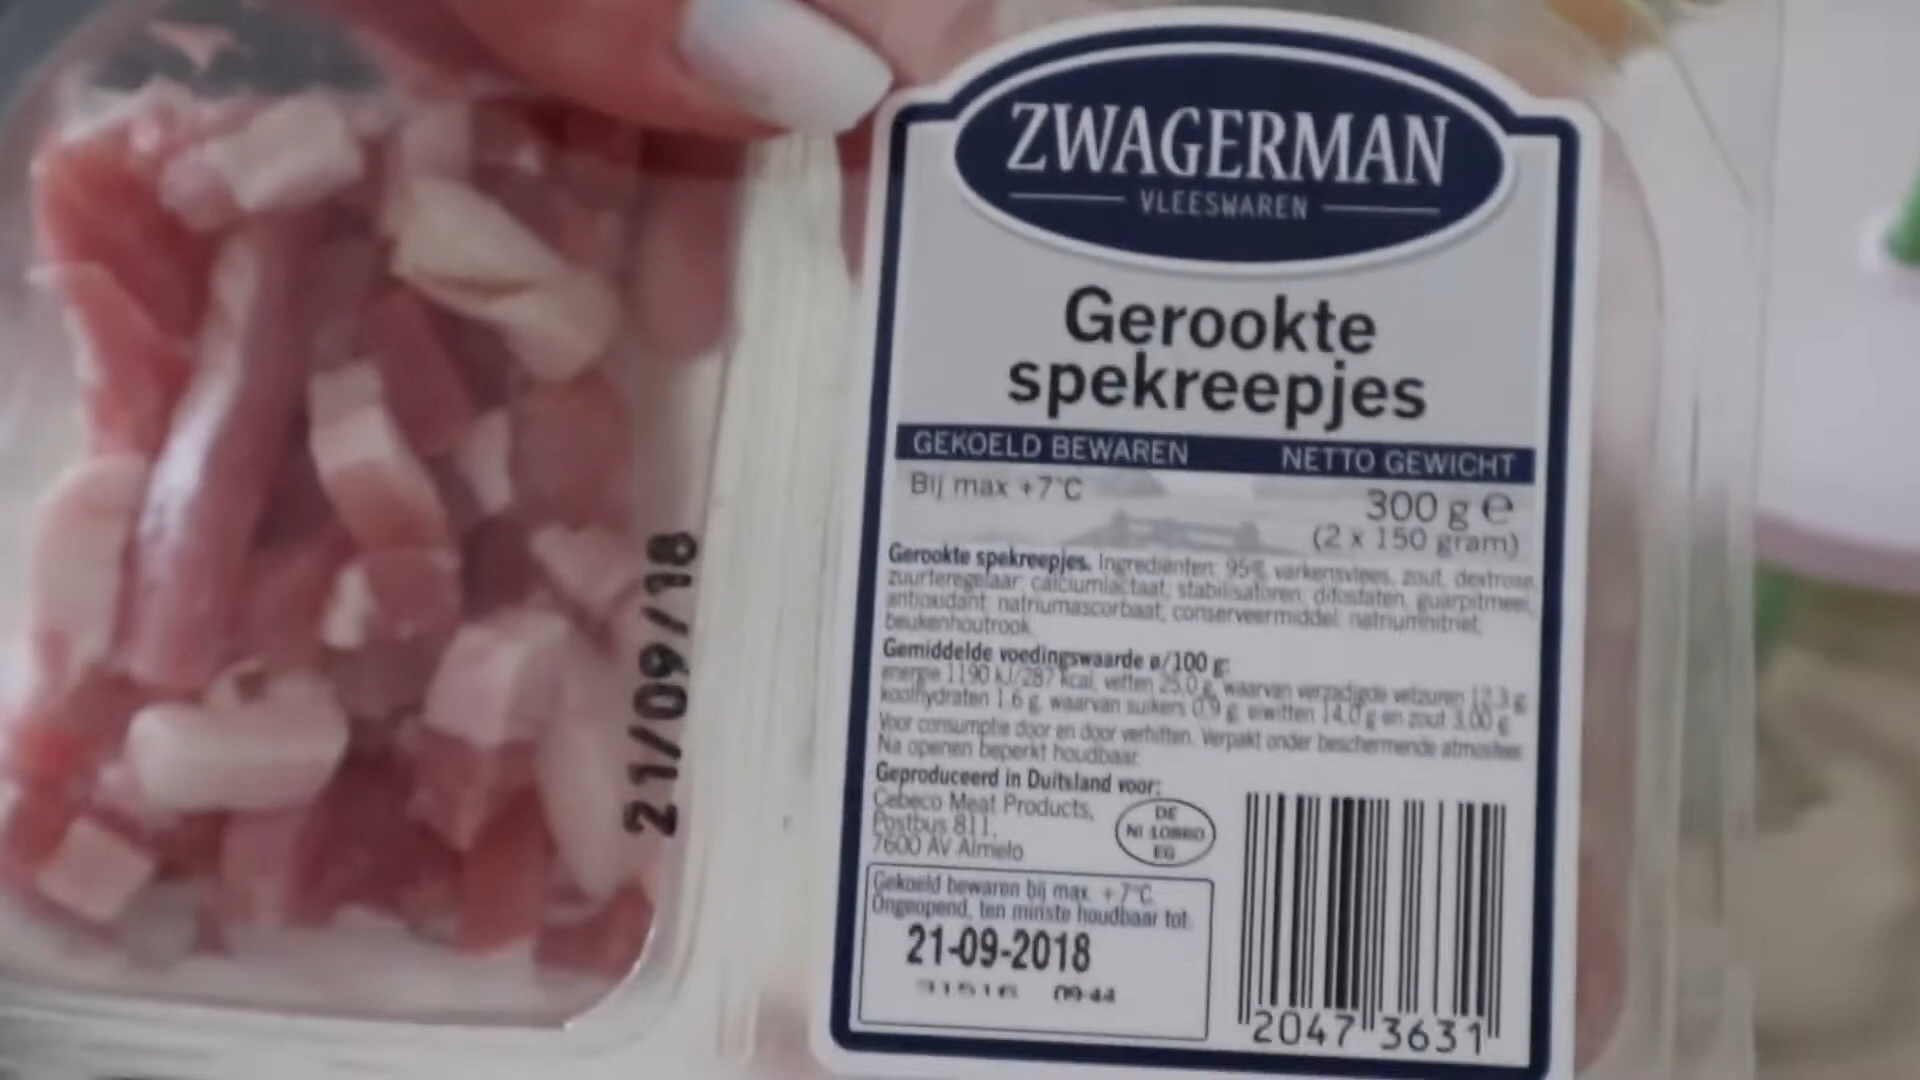 ZWAGERMAN
VLEESWAREN
Gerookte
spekreepjes
GEKOELD BEWAREN NETTO GEWICHT
Bij max +7°C 300 g e
(2 x 150 gram)
Gerookte spekreepjes. Ingrediënten: 95% varkensvlees, zout, dextrose,
zuurteregelaar: calciumlactaat, stabilisatoren: difosfaten, guarpitmeel,
antioxidant: natriumascorbaat, conserveermiddel: natriumnitriet,
beukenhoutrook.
Gemiddelde voedingswaarde ø/100 g:
energie 1190 kJ/287 kcal, vetten 25,0 g, waarvan verzadigde vetzuren 12,3 g
koolhydraten 1,6 g, waarvan suikers 0,9 g, eiwitten 14,0 g en zout 3,00 g
Voor consumptie door en door verhitten. Verpakt onder beschermende atmosfeer.
Na openen beperkt houdbaar.
Geproduceerd in Duitsland voor:
Cebeco Meat Products,
Postbus 811,
7600 AV Almelo
DE
EG
Gekoeld bewaren bij max. +7°C.
Ongeopend, ten minste houdbaar tot:
21-09-2018
09:44
2047 3631
21/09/18